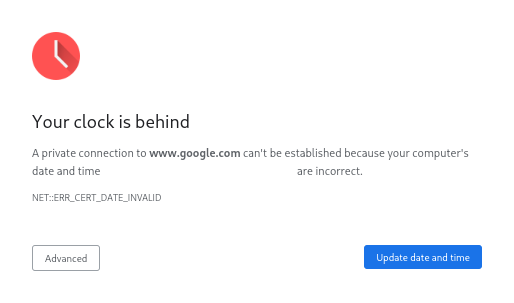 Your clock is behind
A private connection to www.google.com can't be established because your computer's
date and time are incorrect.
NET::ERR_CERT_DATE_INVALID
Advanced
Update date and time